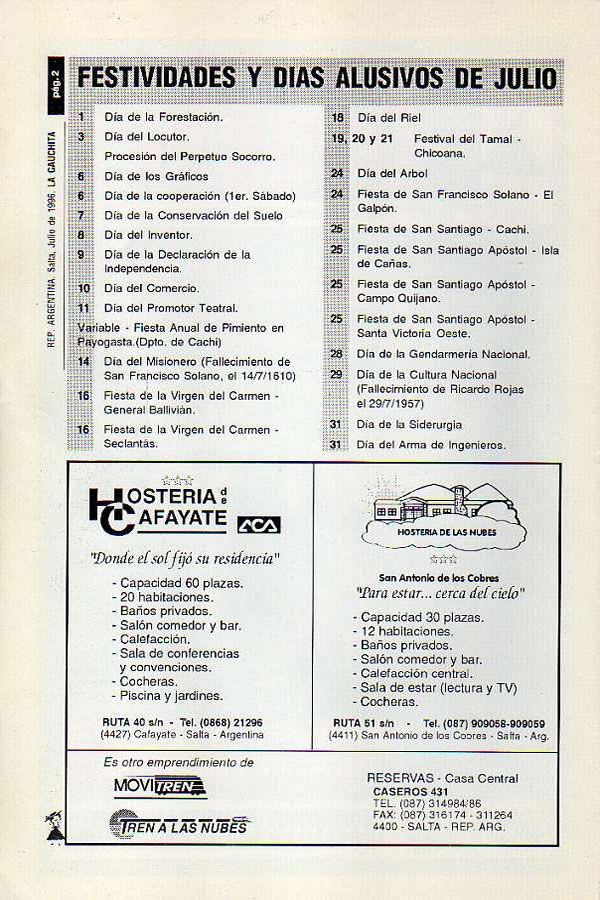 pág. 2
REP. ARGENTINA. Salta, Julio de 1996. LA GAUCHITA
FESTIVIDADES Y DIAS ALUSIVOS DE JULIO
1 Día de la Forestación.
3 Día del Locutor.
Procesión del Perpetuo Socorro.
6 Día de los Gráficos
6 Día de la cooperación (1er. Sábado)
7 Día de la Conservación del Suelo
8 Día del Inventor.
9 Día de la Declaración de la
Independencia.
10 Día del Comercio.
11 Día del Promotor Teatral.
Variable - Fiesta Anual de Pimiento en
Payogasta.(Dpto. de Cachi)
14 Día del Misionero (Fallecimiento de
San Francisco Solano, el 14/7/1610)
16 Fiesta de la Virgen del Carmen -
General Ballivián.
16 Fiesta de la Virgen del Carmen -
Seclantás.
18 Día del Riel
19, 20 y 21 Festival del Tamal -
Chicoana.
24 Día del Arbol
24 Fiesta de San Francisco Solano - El
Galpón.
25 Fiesta de San Santiago - Cachi.
25 Fiesta de San Santiago Apóstol - Isla
de Cañas.
25 Fiesta de San Santiago Apóstol -
Campo Quijano.
25 Fiesta de San Santiago Apóstol -
Santa Victoria Oeste.
28 Día de la Gendarmería Nacional.
29 Día de la Cultura Nacional
(Fallecimiento de Ricardo Rojas
el 29/7/1957)
31 Día de la Siderurgia
31 Día del Arma de Ingenieros.
HOSTERIA de
CAFAYATE ACA
"Donde el sol fijó su residencia"
- Capacidad 60 plazas.
- 20 habitaciones.
- Baños privados.
- Salón comedor y bar.
- Calefacción.
- Sala de conferencias
y convenciones.
- Cocheras.
- Piscina y jardines.
RUTA 40 s/n - Tel. (0868) 21296
(4427) Cafayate - Salta - Argentina
HOSTERIA DE LAS NUBES
San Antonio de los Cobres
"Para estar... cerca del cielo"
- Capacidad 30 plazas.
- 12 habitaciones.
- Baños privados.
- Salón comedor y bar.
- Calefacción central.
- Sala de estar (lectura y TV)
- Cocheras.
RUTA 51 s/n - Tel. (087) 909058-909059
(4411) San Antonio de los Cobres - Salta - Arg.
Es otro emprendimiento de
MOVITREN
TREN A LAS NUBES
RESERVAS - Casa Central
CASEROS 431
TEL. (087) 314984/86
FAX: (087) 316174 - 311264
4400 - SALTA - REP. ARG.